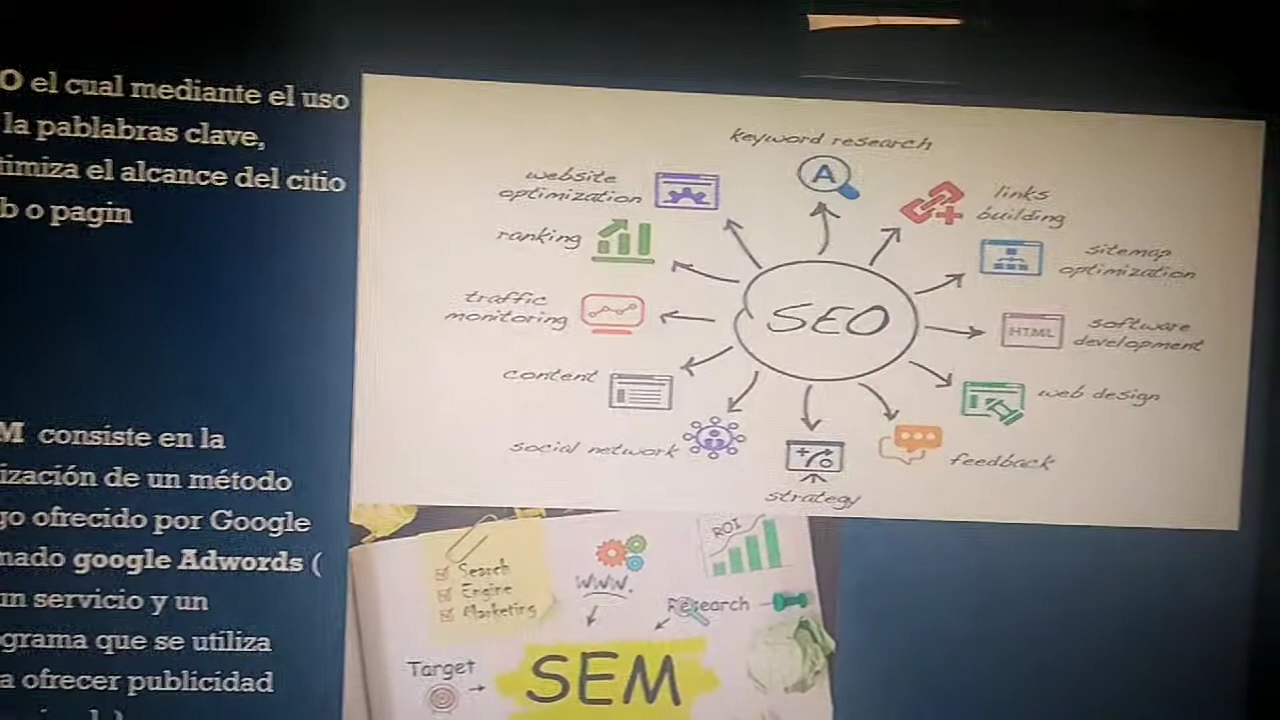 O el cual mediante el uso
la pablabras clave,
timiza el alcance del citio
b o pagin
M consiste en la
ización de un método
go ofrecido por Google
nado google Adwords (
un servicio y un
grama que se utiliza
a ofrecer publicidad
keyword research
A
website
optimization
links
building
ranking
sitemap
optimization
traffic
monitoring
SEO
HTML
software
development
content
web design
social network
feedback
strategy
Search
Engine
Marketing
www.
ROI
Research
Target
SEM